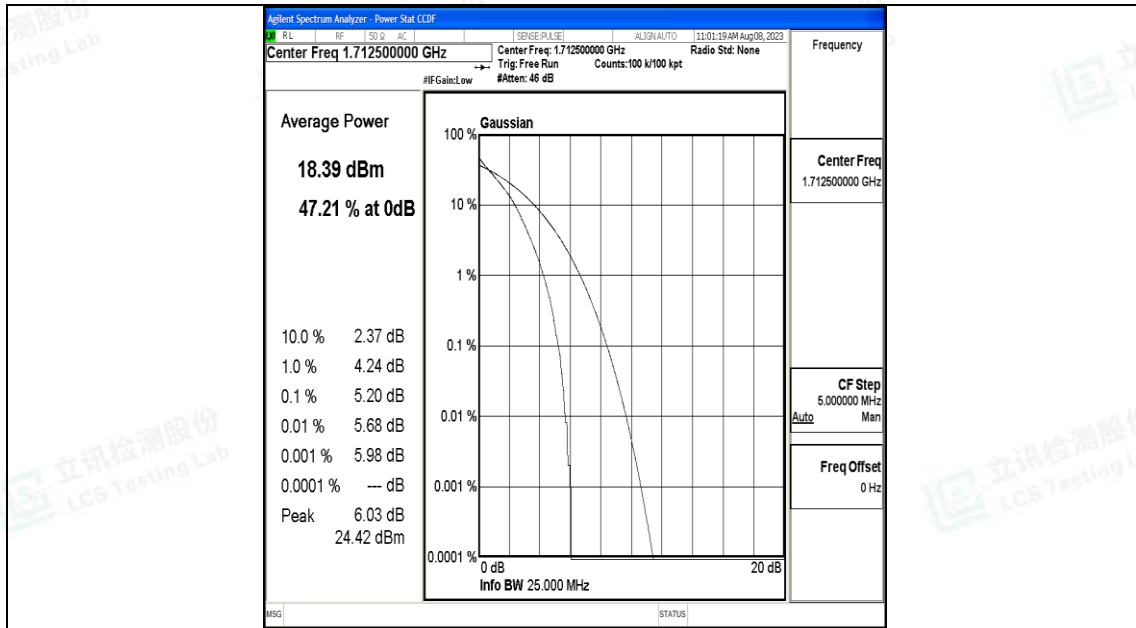 Agilent Spectrum Analyzer - Power Stat CCDF
RL RF 50 Ω AC SENSE:PULSE ALIGN AUTO 11:01:19 AM Aug 08, 2023
Center Freq 1.712500000 GHz
Center Freq: 1.712500000 GHz Radio Std: None
Trig: Free Run Counts:100 k/100 kpt
#IFGain:Low #Atten: 46 dB
Frequency
Average Power
18.39 dBm
47.21 % at 0dB
10.0 % 2.37 dB
1.0 % 4.24 dB
0.1 % 5.20 dB
0.01 % 5.68 dB
0.001 % 5.98 dB
0.0001 % --- dB
Peak 6.03 dB
24.42 dBm
Gaussian
100 %
10 %
1 %
0.1 %
0.01 %
0.001 %
0.0001 %
0 dB 20 dB
Info BW 25.000 MHz
Center Freq
1.712500000 GHz
CF Step
5.000000 MHz
Auto Man
Freq Offset
0 Hz
MSG STATUS
立讯检测股份
LCS Testing Lab
立讯检测股份
LCS Testing L